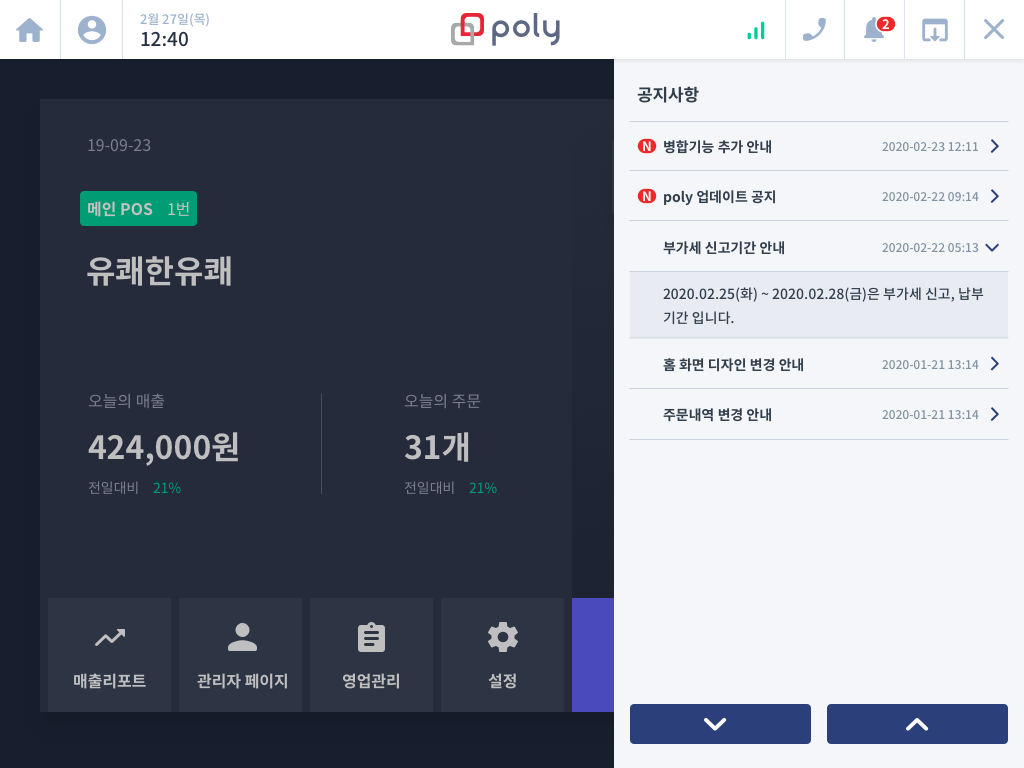 2월 27일(목)
12:40
poly
2
공지사항
N 병합기능 추가 안내 2020-02-23 12:11
N poly 업데이트 공지 2020-02-22 09:14
부가세 신고기간 안내 2020-02-22 05:13
2020.02.25(화) ~ 2020.02.28(금)은 부가세 신고, 납부
기간 입니다.
홈 화면 디자인 변경 안내 2020-01-21 13:14
주문내역 변경 안내 2020-01-21 13:14
19-09-23
메인 POS 1번
유쾌한유쾌
오늘의 매출
424,000원
전일대비 21%
오늘의 주문
31개
전일대비 21%
매출리포트
관리자 페이지
영업관리
설정